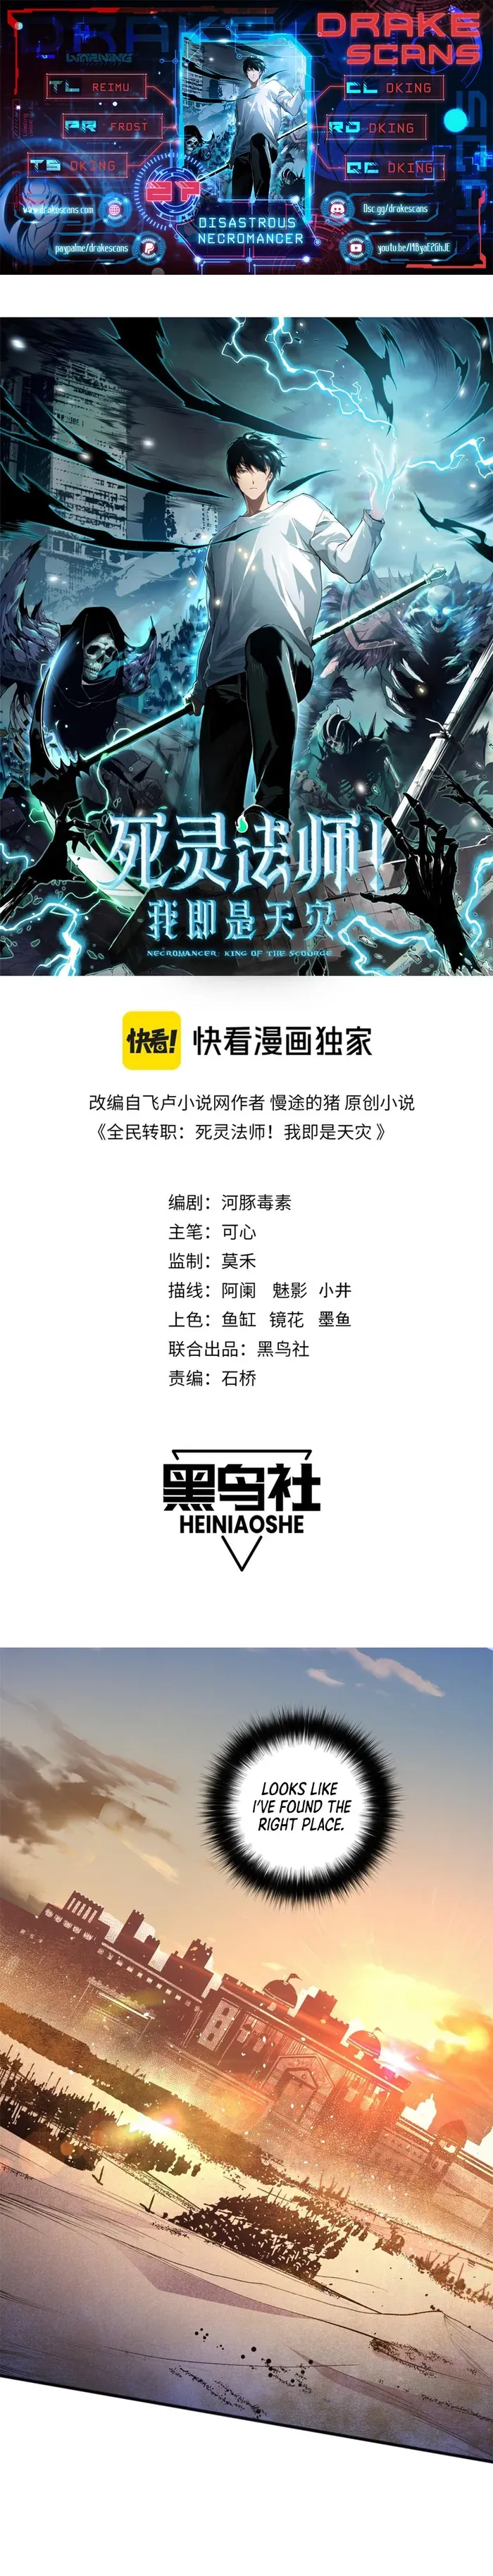 DRAKE
SCANS
TL REIMU
CL DKING
PR FROST
RD DKING
TS DKING
QC DKING
www.drakescans.com
Dsc.gg/drakescans
DISASTROUS
NECROMANCER
paypalme/drakescans
死灵法师!
我即是天灾
NECROMANCER: KING OF THE SCOURGE
快看!
快看漫画独家
改编自飞卢小说网作者 慢途的猪 原创小说
《全民转职：死灵法师！我即是天灾 》
编剧：河豚毒素
主笔：可心
监制：莫禾
描线：阿阑 魅影 小井
上色：鱼缸 镜花 墨鱼
联合出品：黑鸟社
责编：石桥
黑鸟社
HEINIAOSHE
LOOKS LIKE
I'VE FOUND THE
RIGHT PLACE.